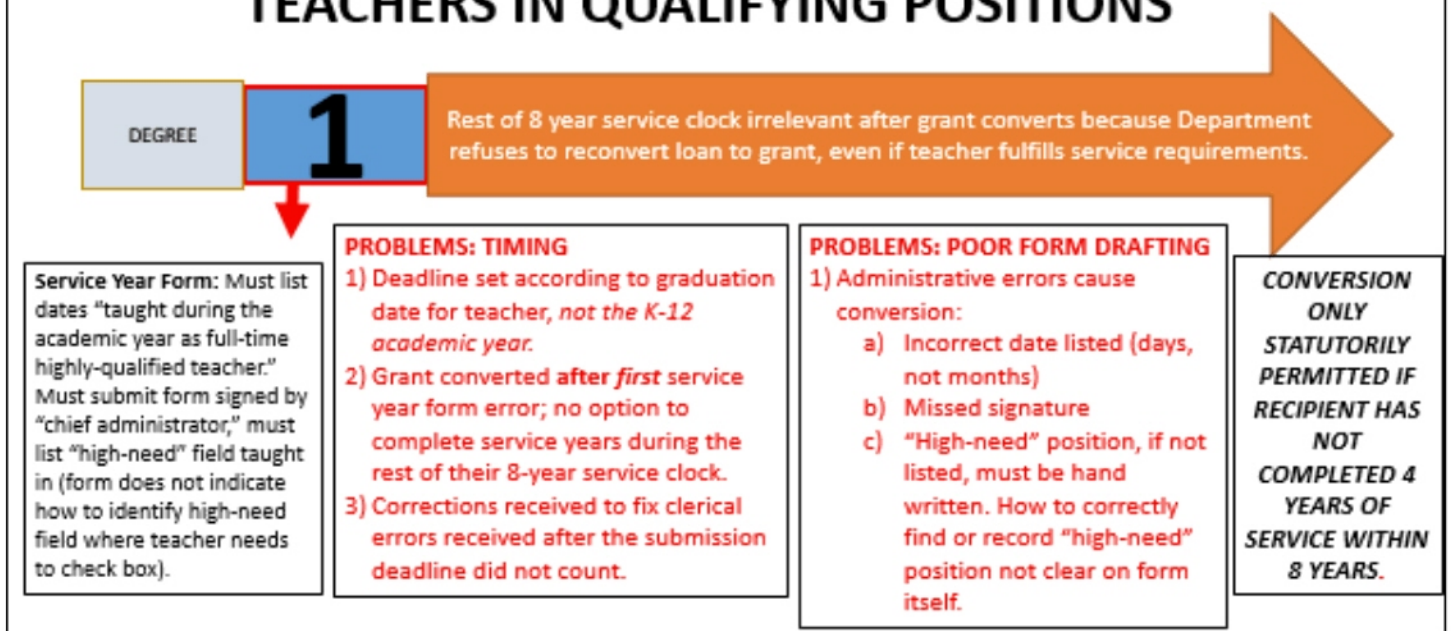 TEACHERS IN QUALIFYING POSITIONS
DEGREE
1
Rest of 8 year service clock irrelevant after grant converts because Department
refuses to reconvert loan to grant, even if teacher fulfills service requirements.
Service Year Form: Must list
dates “taught during the
academic year as full-time
highly-qualified teacher.”
Must submit form signed by
“chief administrator,” must
list “high-need” field taught
in (form does not indicate
how to identify high-need
field where teacher needs
to check box).
PROBLEMS: TIMING
1) Deadline set according to graduation
date for teacher, not the K-12
academic year.
2) Grant converted after first service
year form error; no option to
complete service years during the
rest of their 8-year service clock.
3) Corrections received to fix clerical
errors received after the submission
deadline did not count.
PROBLEMS: POOR FORM DRAFTING
1) Administrative errors cause
conversion:
a) Incorrect date listed (days,
not months)
b) Missed signature
c) “High-need” position, if not
listed, must be hand
written. How to correctly
find or record “high-need”
position not clear on form
itself.
CONVERSION
ONLY
STATUTORILY
PERMITTED IF
RECIPIENT HAS
NOT
COMPLETED 4
YEARS OF
SERVICE WITHIN
8 YEARS.